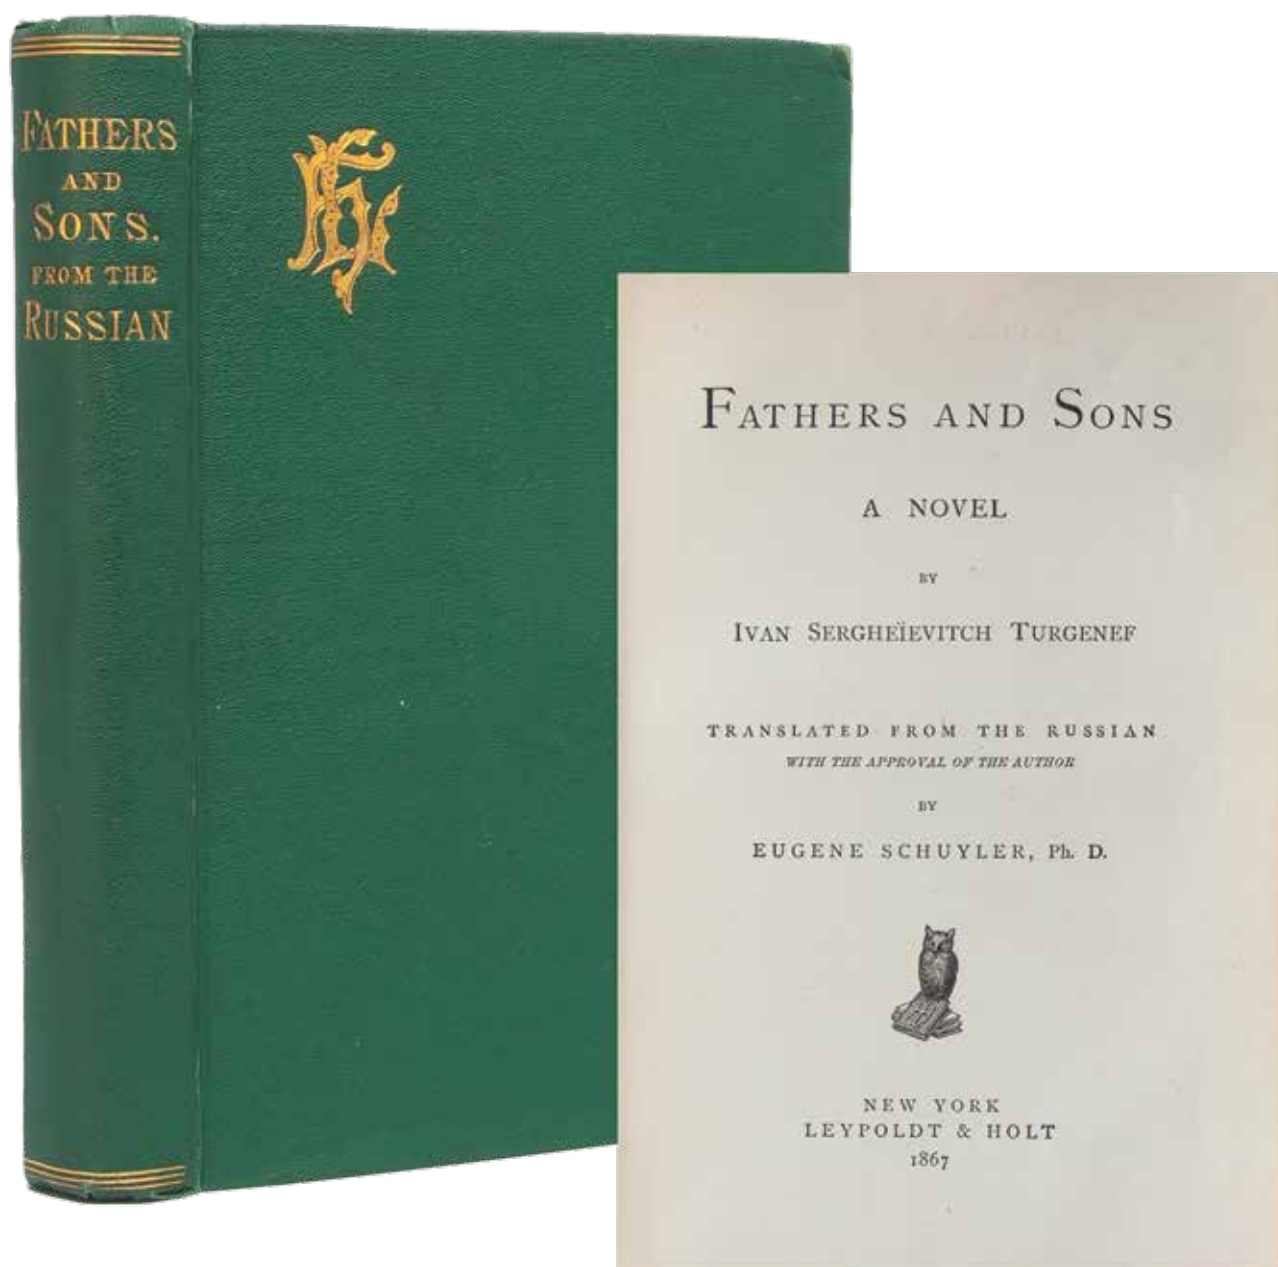 FATHERS
AND
SONS.
FROM THE
RUSSIAN
FATHERS AND SONS
A NOVEL
BY
IVAN SERGHEÏEVITCH TURGENEF
TRANSLATED FROM THE RUSSIAN
WITH THE APPROVAL OF THE AUTHOR
BY
EUGENE SCHUYLER, Ph. D.
NEW YORK
LEYPOLDT & HOLT
1867